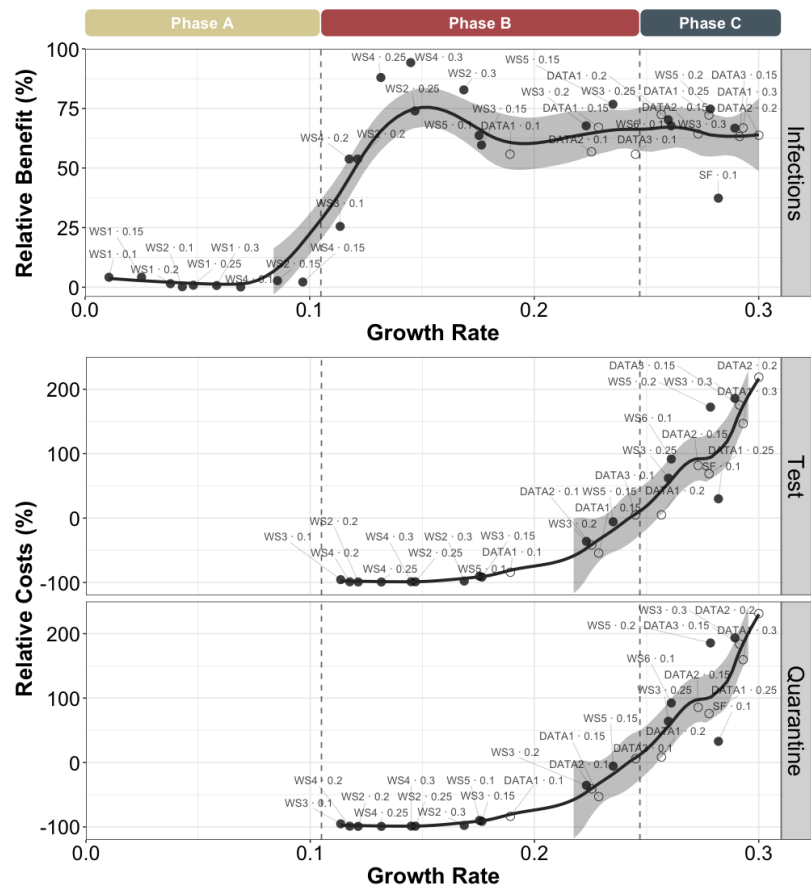 Phase A Phase B Phase C
100
75
50
25
0
Relative Benefit (%)
WS4 · 0.25 WS4 · 0.3
WS5 · 0.15
WS2 · 0.3
DATA1 · 0.2
WS5 · 0.2 DATA3 · 0.15
WS2 · 0.25
WS3 · 0.2
WS3 · 0.25
DATA1 · 0.25 DATA1 · 0.3
WS3 · 0.15
DATA1 · 0.15
DATA2 · 0.15 DATA2 · 0.2
WS4 · 0.2
WS2 · 0.2
WS5 · 0.1
DATA1 · 0.1
WS6 · 0.1
WS3 · 0.3
DATA2 · 0.1
DATA3 · 0.1
SF · 0.1
WS3 · 0.1
WS1 · 0.15
WS1 · 0.1
WS2 · 0.1
WS1 · 0.3
WS4 · 0.15
WS1 · 0.2
WS1 · 0.25
WS4 · 0.1
WS2 · 0.15
Infections
0.0 0.1 0.2 0.3
Growth Rate
200
100
0
-100
Relative Costs (%)
DATA3 · 0.15
DATA2 · 0.2
WS5 · 0.2
WS3 · 0.3
DATA1 · 0.3
WS6 · 0.1
DATA2 · 0.15
WS3 · 0.25
DATA1 · 0.25
SF · 0.1
DATA3 · 0.1
DATA2 · 0.1
WS5 · 0.15
DATA1 · 0.2
DATA1 · 0.15
WS2 · 0.2
WS3 · 0.2
WS3 · 0.1
WS4 · 0.3
WS2 · 0.3
WS3 · 0.15
WS4 · 0.2
WS2 · 0.25
DATA1 · 0.1
WS4 · 0.25
WS5 · 0.1
Test
200
100
0
-100
WS3 · 0.3
DATA2 · 0.2
WS5 · 0.2
DATA3 · 0.15
DATA1 · 0.3
WS6 · 0.1
DATA2 · 0.15
WS3 · 0.25
DATA1 · 0.25
SF · 0.1
WS5 · 0.15
DATA1 · 0.2
DATA1 · 0.15
WS3 · 0.2
DATA3 · 0.1
DATA2 · 0.1
WS4 · 0.2
WS4 · 0.3
WS5 · 0.1
DATA1 · 0.1
WS3 · 0.1
WS2 · 0.2
WS2 · 0.25
WS3 · 0.15
WS4 · 0.25
WS2 · 0.3
Quarantine
0.0 0.1 0.2 0.3
Growth Rate